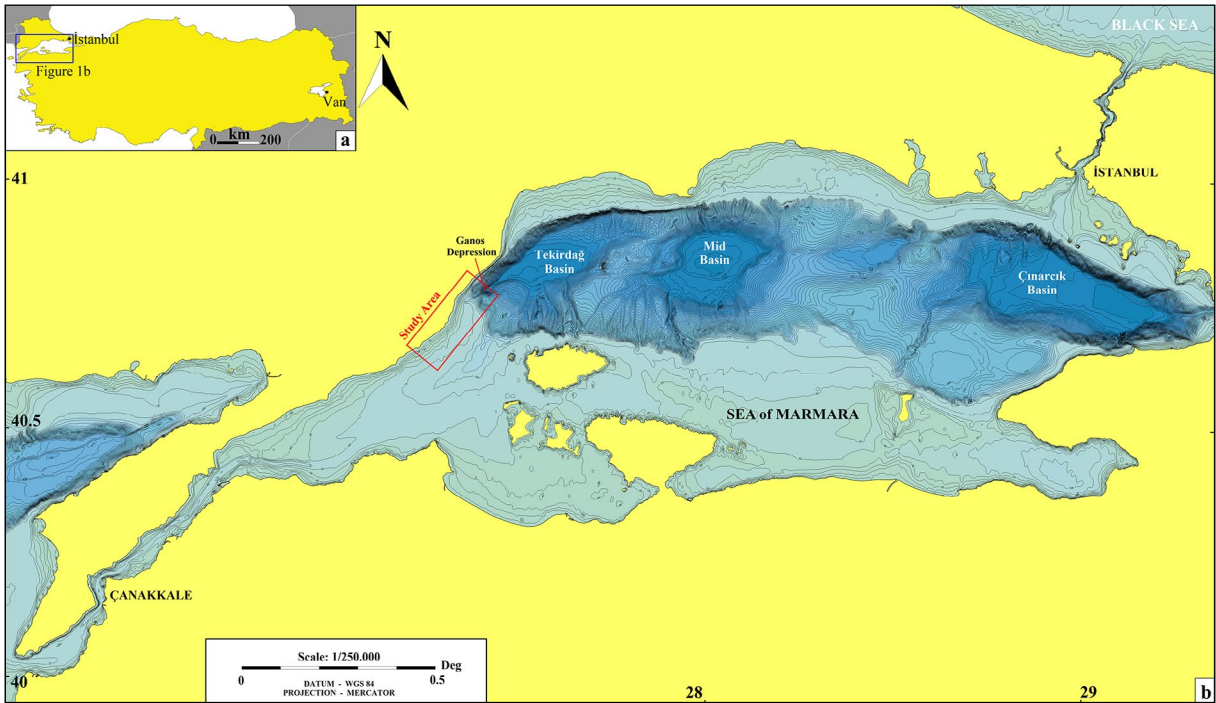 İstanbul
Figure 1b
Van
km
0 200
a
N
BLACK SEA
41
İSTANBUL
Ganos
Depression
Tekirdağ
Basin
Mid
Basin
Çınarcık
Basin
Study Area
40.5
SEA of MARMARA
ÇANAKKALE
Scale: 1/250.000
Deg
0 0.5
DATUM - WGS 84
PROJECTION - MERCATOR
40
28
29
b